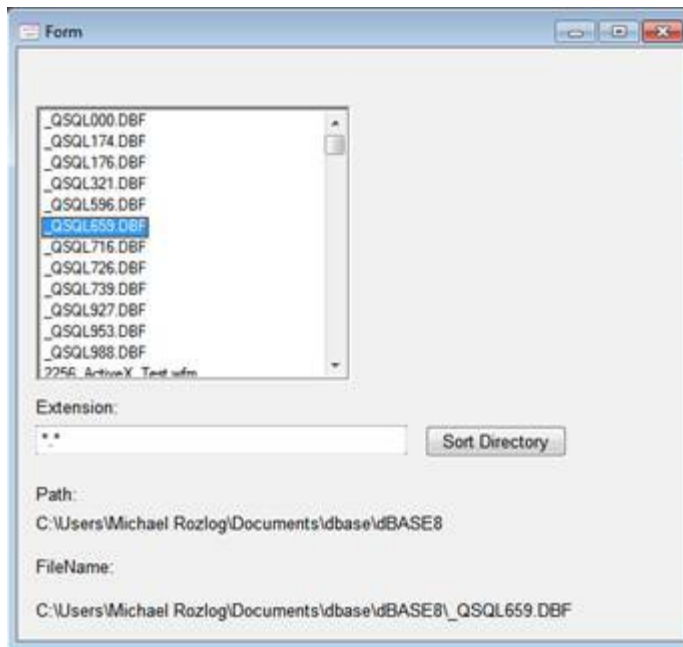 Form
_QSQL000.DBF
_QSQL174.DBF
_QSQL176.DBF
_QSQL321.DBF
_QSQL596.DBF
_QSQL659.DBF
_QSQL716.DBF
_QSQL726.DBF
_QSQL739.DBF
_QSQL927.DBF
_QSQL953.DBF
_QSQL988.DBF
2256_ActiveX_Test.wfm
Extension:
*.*
Sort Directory
Path:
C:\Users\Michael Rozlog\Documents\dbase\dBASE8
FileName:
C:\Users\Michael Rozlog\Documents\dbase\dBASE8\_QSQL659.DBF